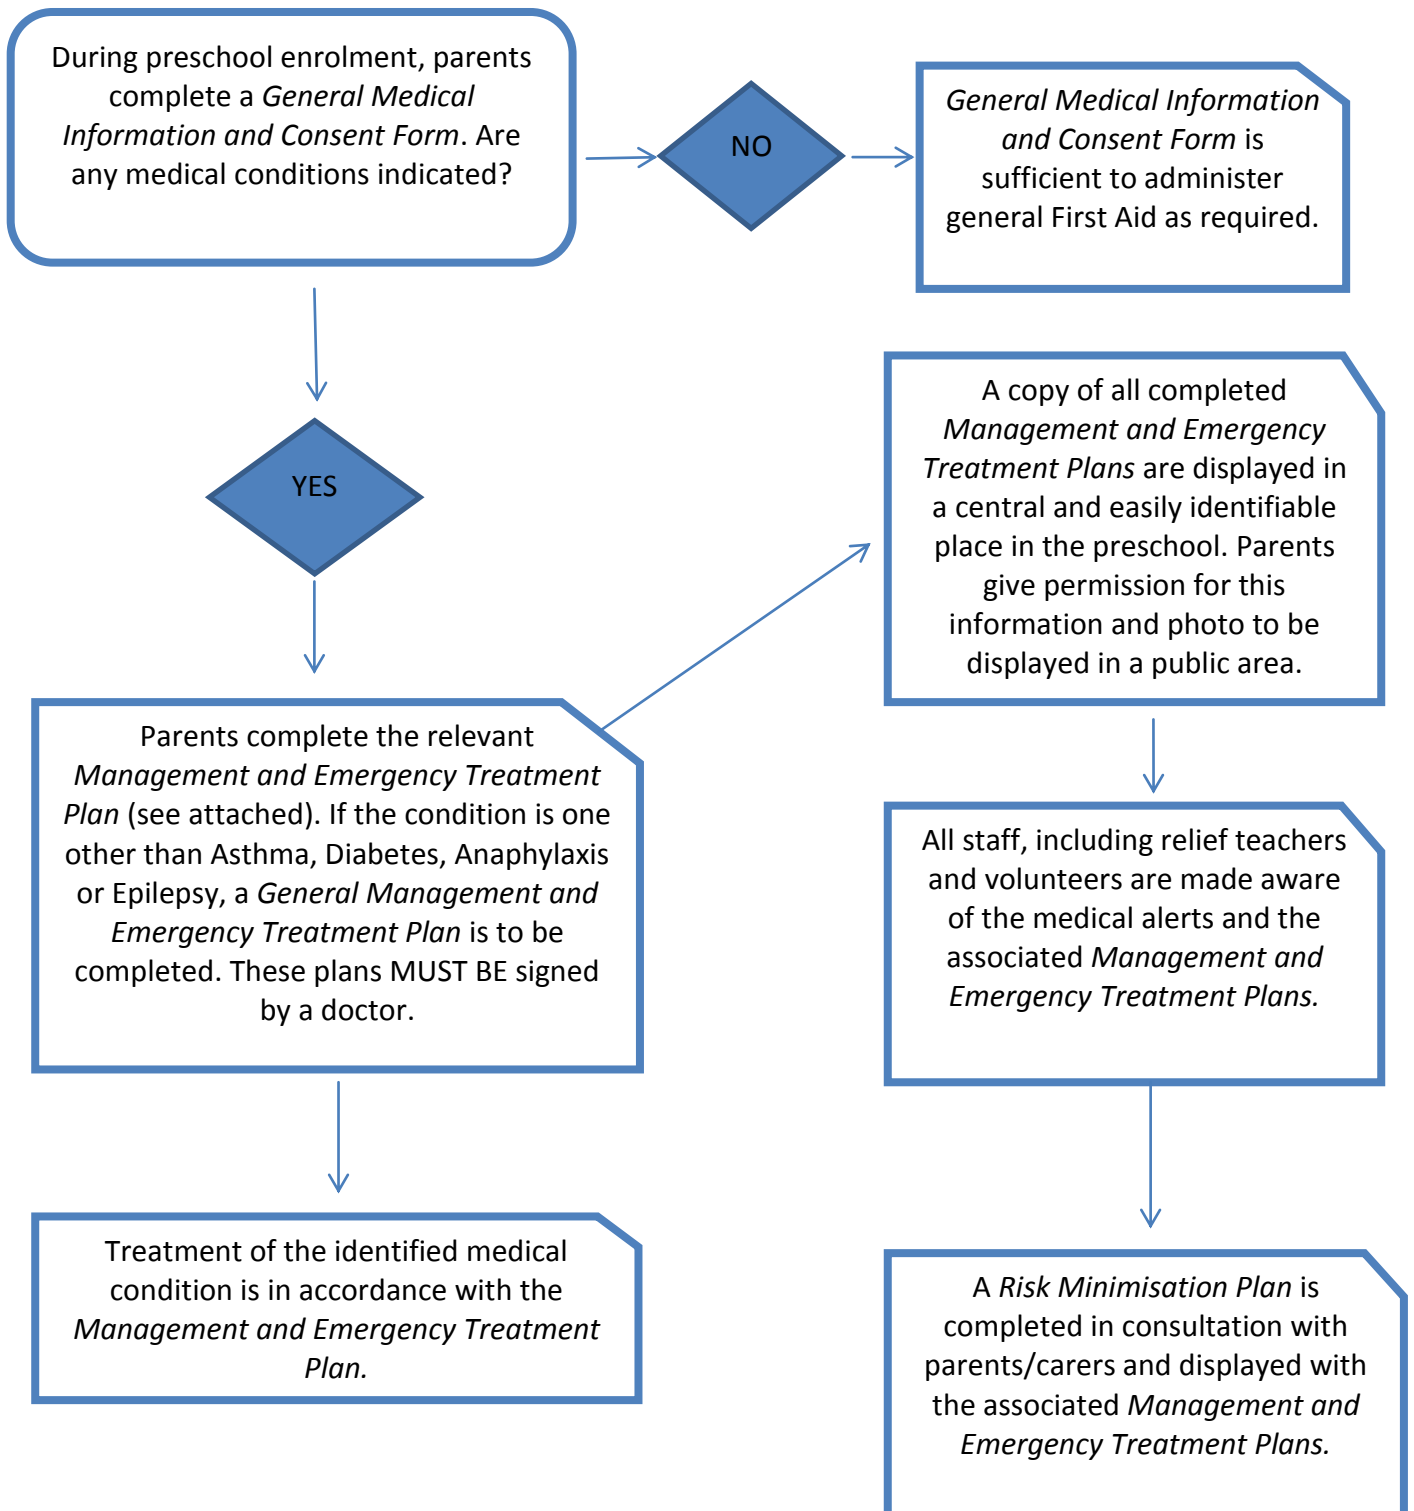 During preschool enrolment, parents
complete a General Medical
Information and Consent Form. Are
any medical conditions indicated?
NO
General Medical Information
and Consent Form is
sufficient to administer
general First Aid as required.
YES
Parents complete the relevant
Management and Emergency Treatment
Plan (see attached). If the condition is one
other than Asthma, Diabetes, Anaphylaxis
or Epilepsy, a General Management and
Emergency Treatment Plan is to be
completed. These plans MUST BE signed
by a doctor.
Treatment of the identified medical
condition is in accordance with the
Management and Emergency Treatment
Plan.
A copy of all completed
Management and Emergency
Treatment Plans are displayed in
a central and easily identifiable
place in the preschool. Parents
give permission for this
information and photo to be
displayed in a public area.
All staff, including relief teachers
and volunteers are made aware
of the medical alerts and the
associated Management and
Emergency Treatment Plans.
A Risk Minimisation Plan is
completed in consultation with
parents/carers and displayed with
the associated Management and
Emergency Treatment Plans.